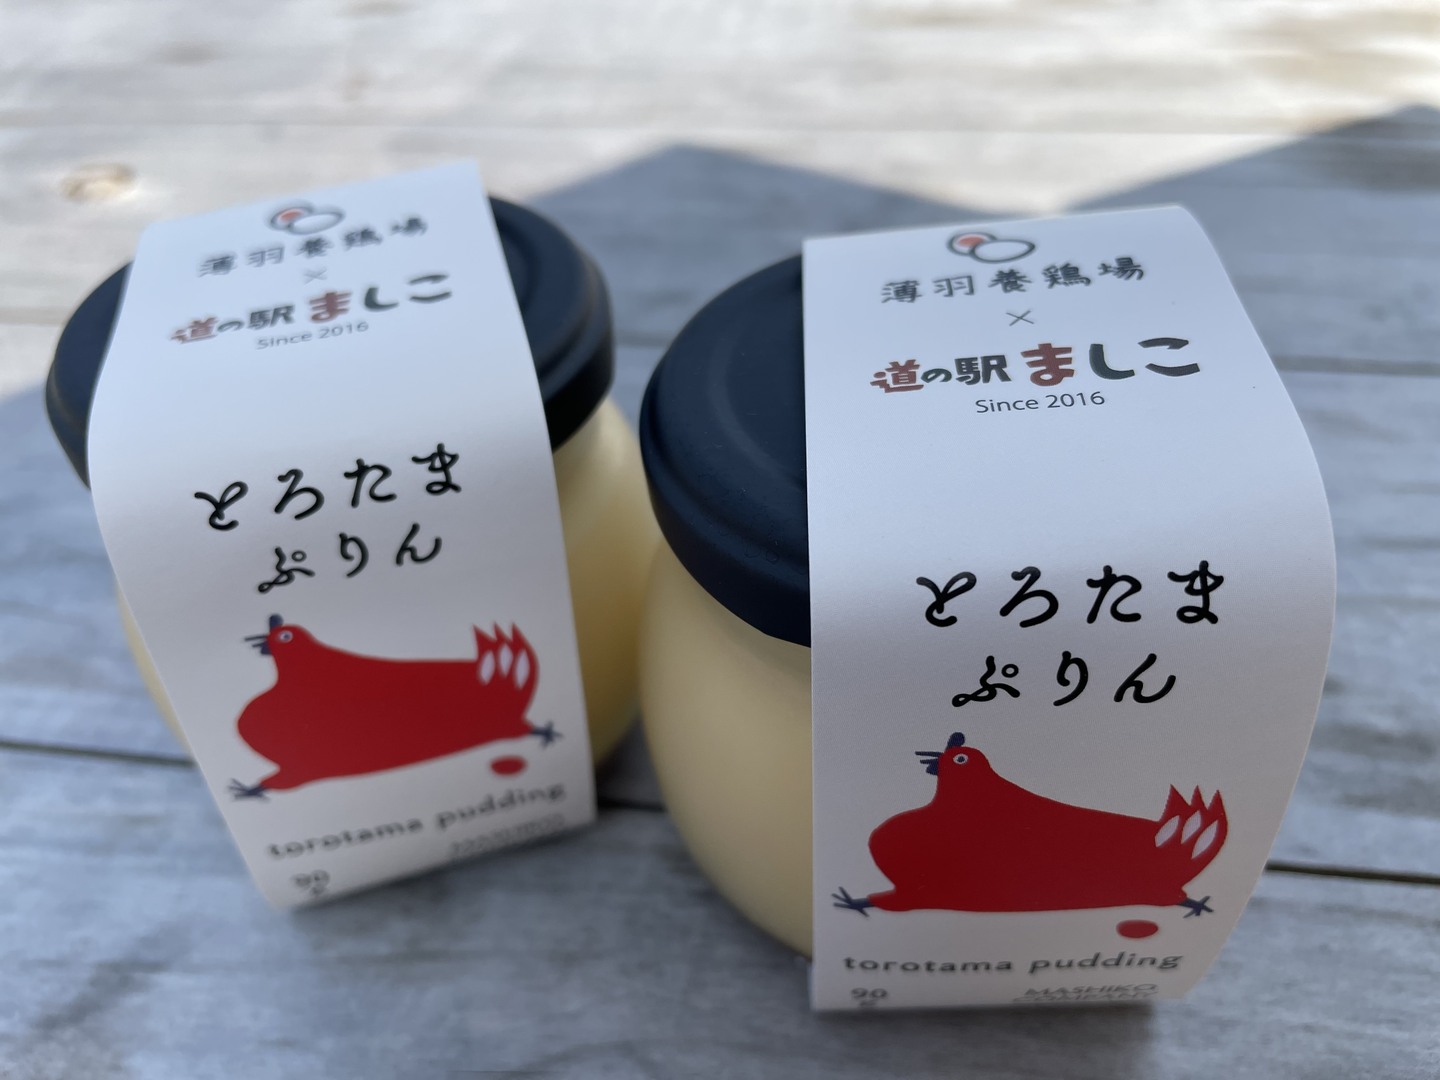 薄羽養鶏場
×
道の駅ましこ
Since 2016
とろたま
ぷりん
torotama pudding
90
g
薄羽養鶏場
×
道の駅ましこ
Since 2016
とろたま
ぷりん
torotama pudding
90
g
MASHIKO
COMPANY